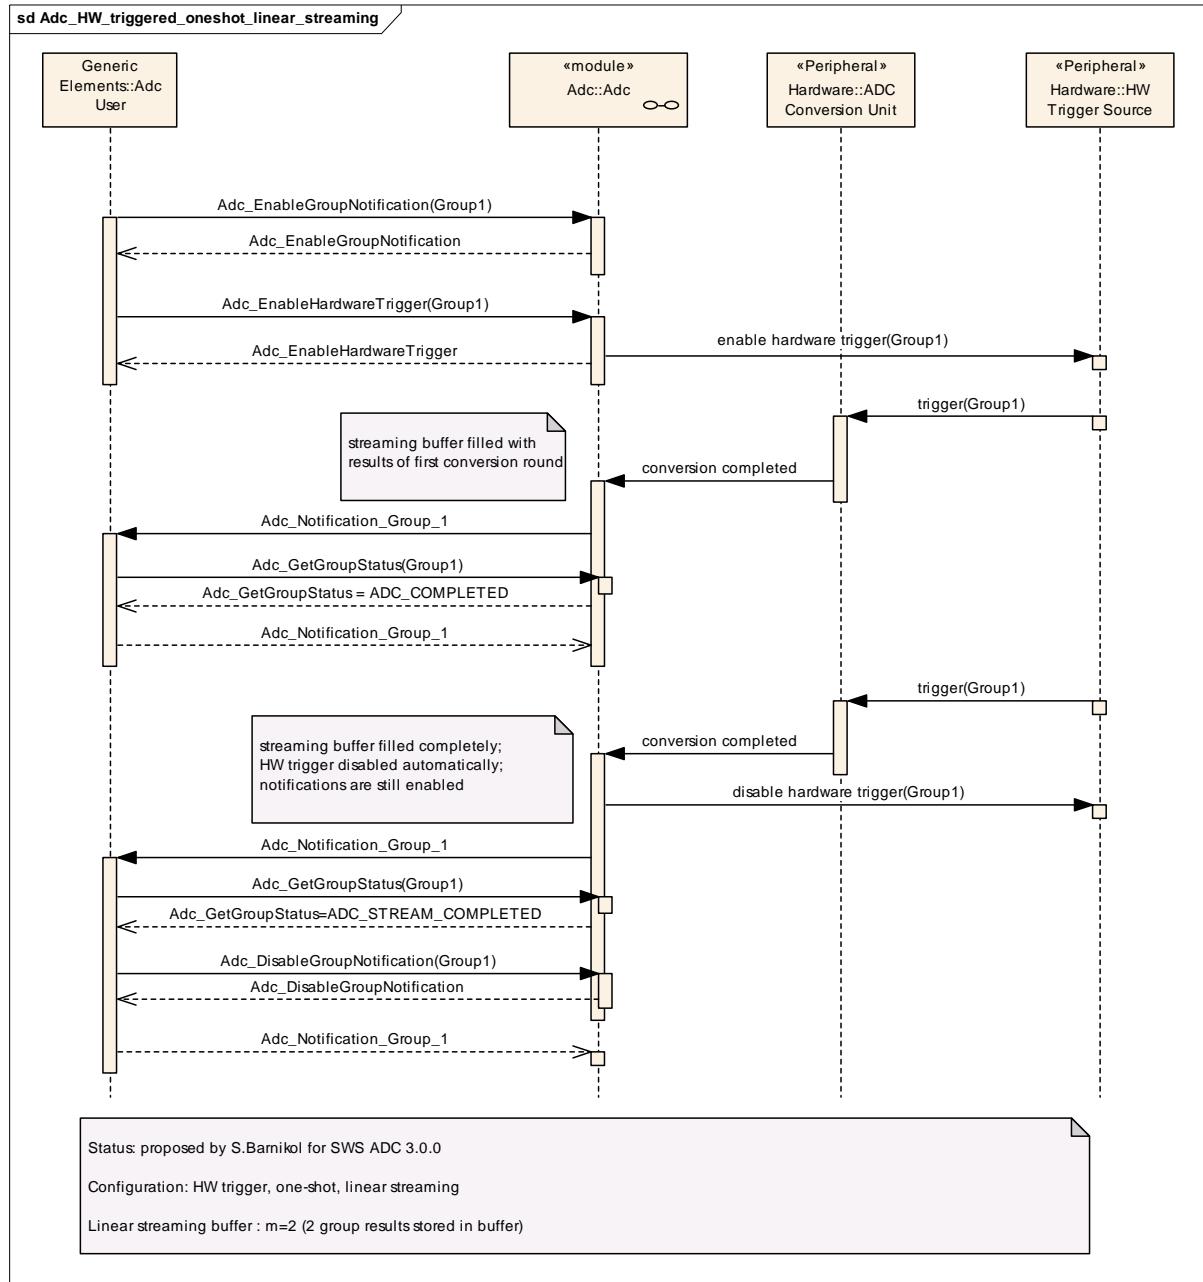 sd Adc_HW_triggered_oneshot_linear_streaming
Generic
Elements::Adc
User
«module»
Adc::Adc
«Peripheral»
Hardware::ADC
Conversion Unit
«Peripheral»
Hardware::HW
Trigger Source
Adc_EnableGroupNotification(Group1)
Adc_EnableGroupNotification
Adc_EnableHardwareTrigger(Group1)
enable hardware trigger(Group1)
Adc_EnableHardwareTrigger
trigger(Group1)
streaming buffer filled with
results of first conversion round
conversion completed
Adc_Notification_Group_1
Adc_GetGroupStatus(Group1)
Adc_GetGroupStatus = ADC_COMPLETED
Adc_Notification_Group_1
trigger(Group1)
streaming buffer filled completely;
HW trigger disabled automatically;
notifications are still enabled
conversion completed
disable hardware trigger(Group1)
Adc_Notification_Group_1
Adc_GetGroupStatus(Group1)
Adc_GetGroupStatus=ADC_STREAM_COMPLETED
Adc_DisableGroupNotification(Group1)
Adc_DisableGroupNotification
Adc_Notification_Group_1
Status: proposed by S.Barnikol for SWS ADC 3.0.0
Configuration: HW trigger, one-shot, linear streaming
Linear streaming buffer : m=2 (2 group results stored in buffer)